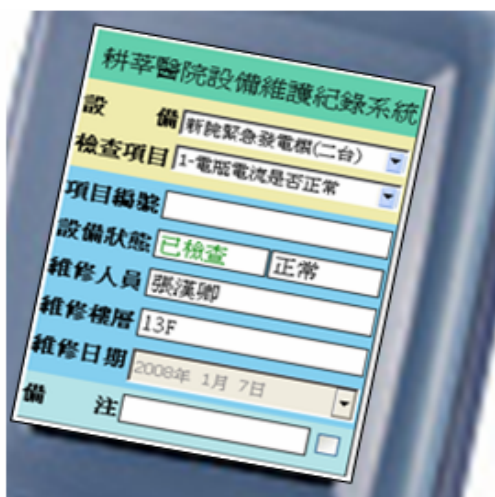 耕莘醫院設備維護紀錄系統
設 備 新院緊急發電機(二台)
檢查項目 1-電瓶電流是否正常
項目編號
設備狀態 已檢查 正常
維修人員 張漢卿
維修樓層 13F
維修日期 2008年 1月 7日
備 注